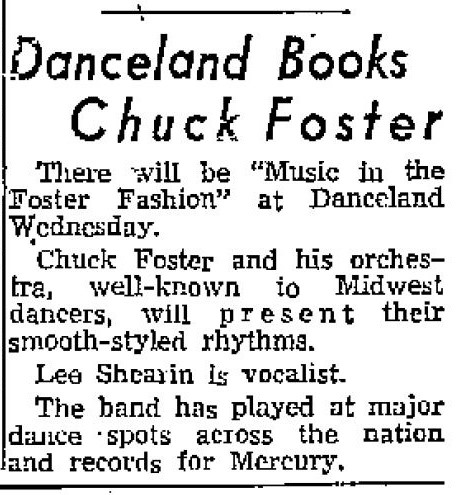 Danceland Books
Chuck Foster
There will be "Music in the
Foster Fashion" at Danceland
Wednesday.
Chuck Foster and his orches-
tra, well-known to Midwest
dancers, will present their
smooth-styled rhythms.
Lee Shearin is vocalist.
The band has played at major
dance spots across the nation
and records for Mercury.